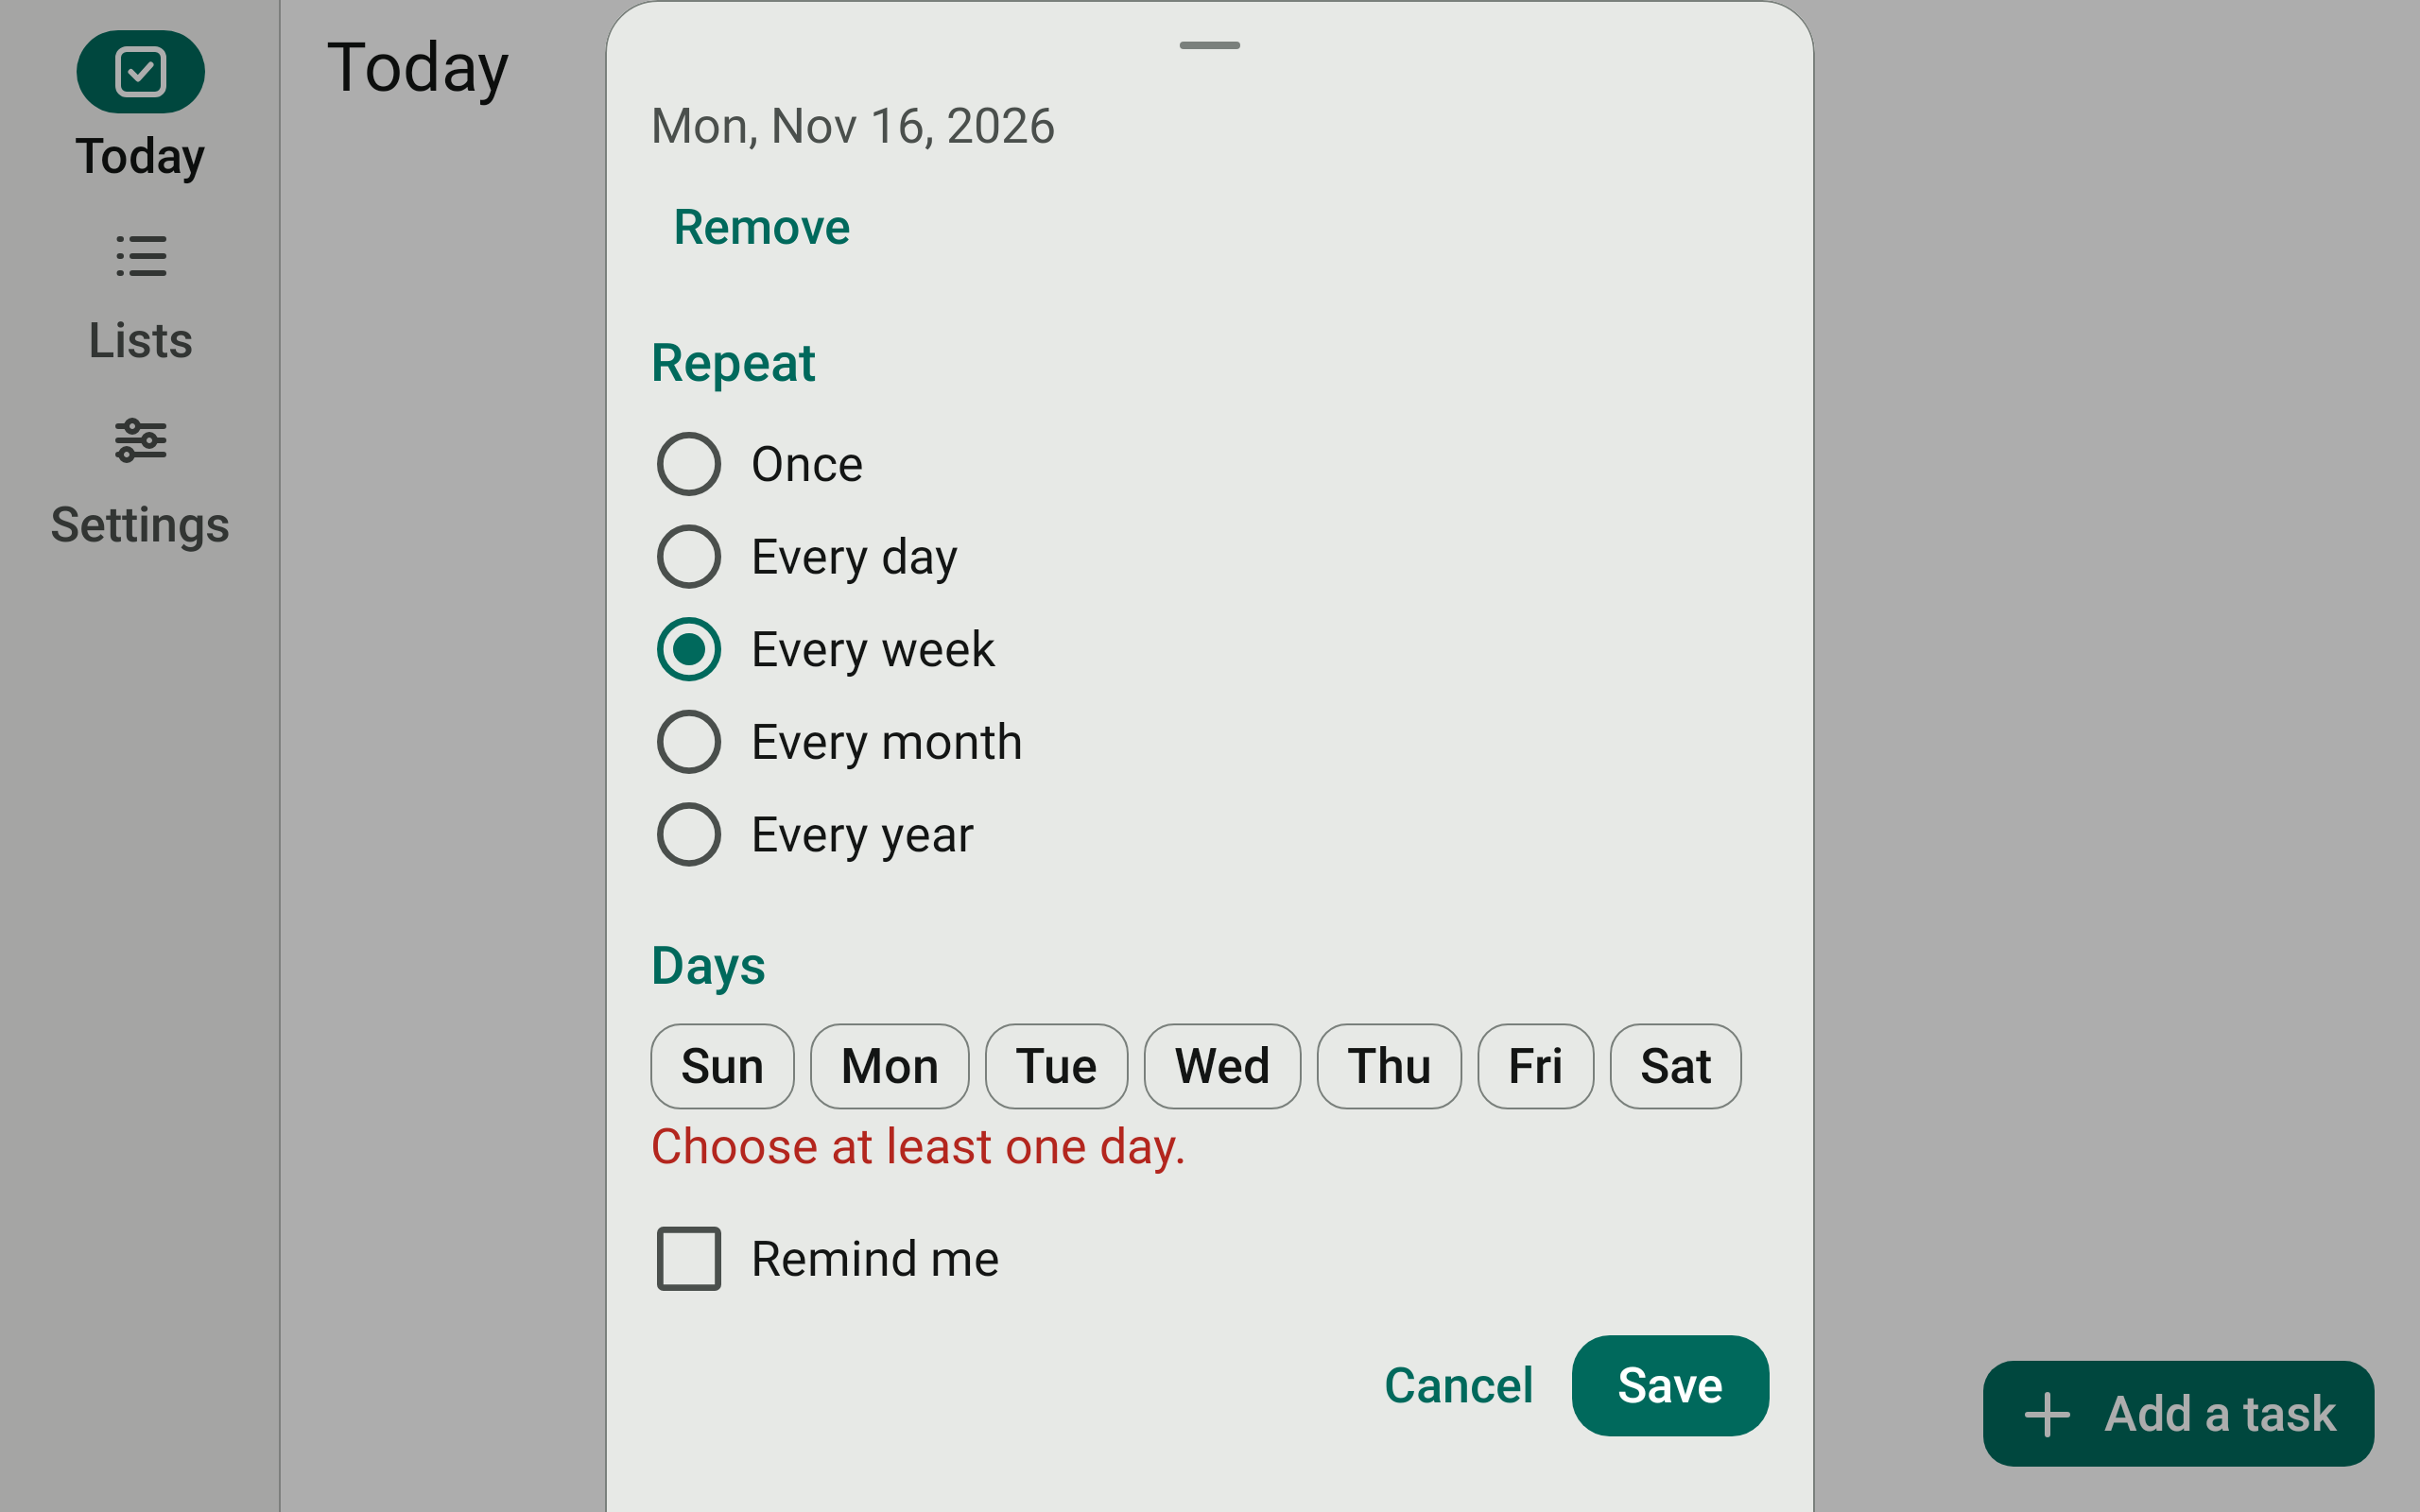 Today
Lists
Settings
Today
Mon, Nov 16, 2026
Remove
Repeat
Once
Every day
Every week
Every month
Every year
Days
Sun Mon Tue Wed Thu Fri Sat
Choose at least one day.
Remind me
Cancel Save
Add a task